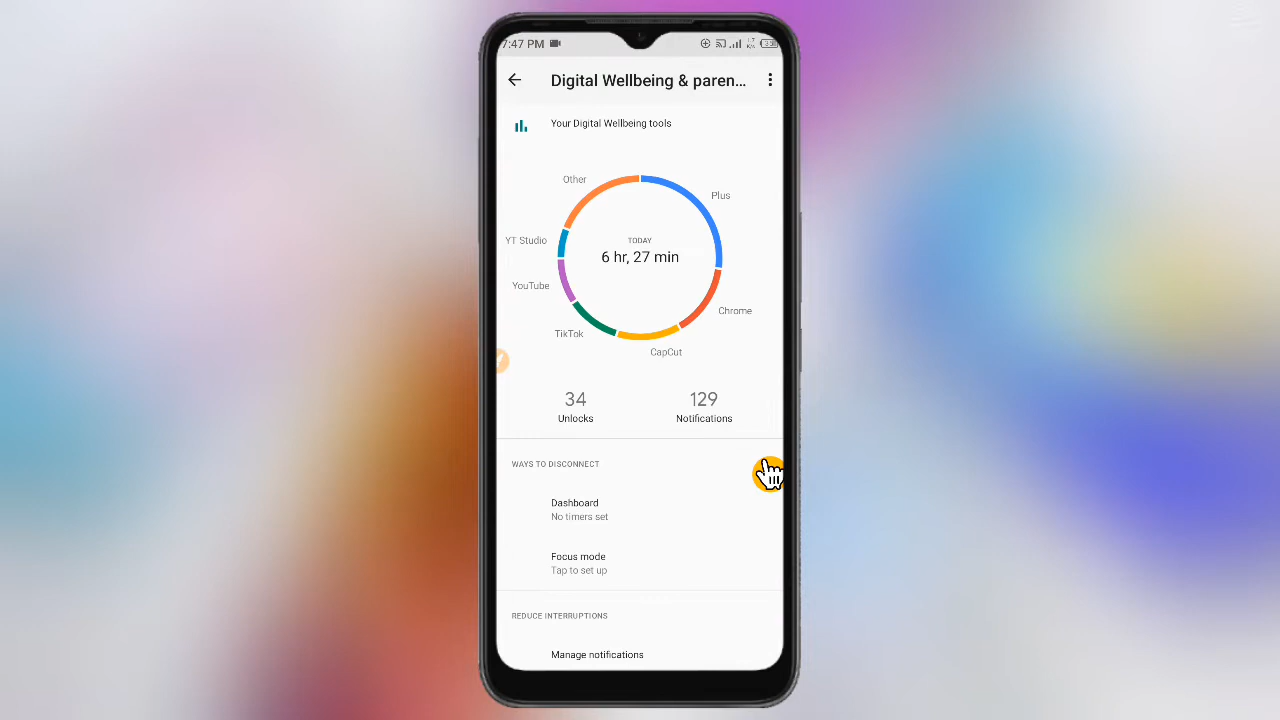 7:47 PM
Digital Wellbeing & paren...
Your Digital Wellbeing tools
Other
Plus
YT Studio
TODAY
6 hr, 27 min
YouTube
Chrome
TikTok
CapCut
34
129
Unlocks
Notifications
WAYS TO DISCONNECT
Dashboard
No timers set
Focus mode
Tap to set up
REDUCE INTERRUPTIONS
Manage notifications